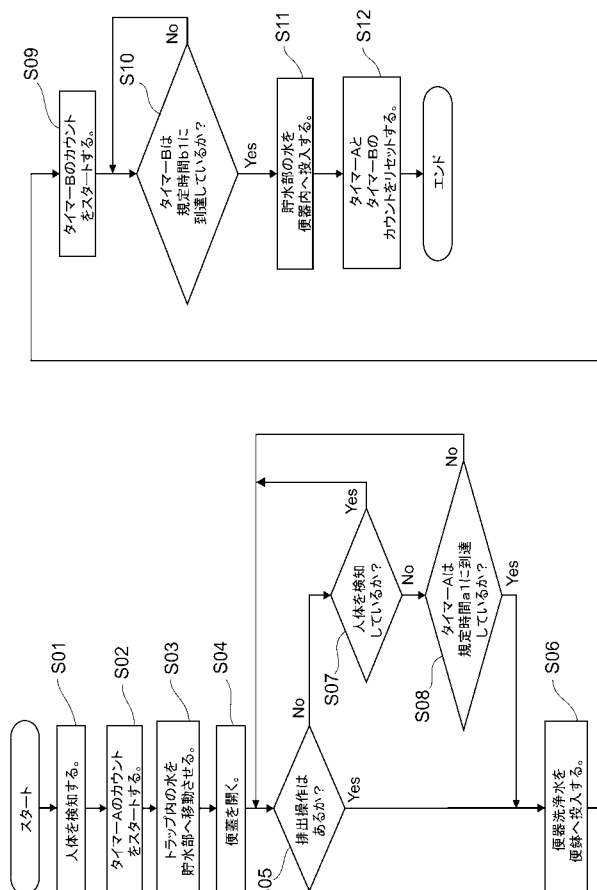 スタート
人体を検知する。
S01
タイマーAのカウント
をスタートする。
S02
トラップ内の水を
貯水部へ移動させる。
S03
便蓋を開く。
S04
排出操作は
あるか？
05
No
Yes
人体を検知
しているか？
S07
Yes
No
タイマーAは
規定時間a1に到達
しているか？
S08
No
Yes
便器洗浄水を
便鉢へ投入する。
S06
タイマーBのカウント
をスタートする。
S09
タイマーBは
規定時間b1に
到達しているか？
S10
No
Yes
貯水部の水を
便器内へ投入する。
S11
タイマーAと
タイマーBの
カウントをリセットする。
S12
エンド